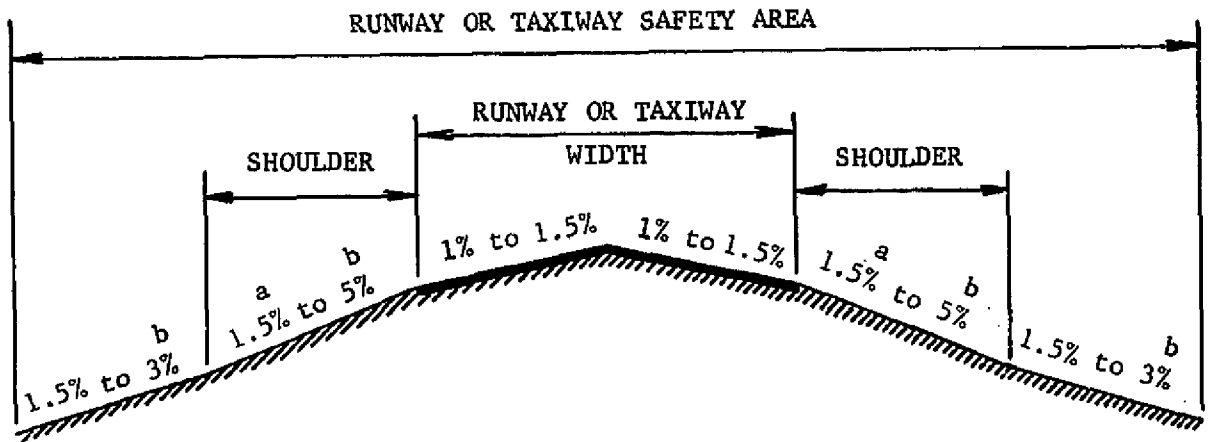 RUNWAY OR TAXIWAY SAFETY AREA
RUNWAY OR TAXIWAY
WIDTH
SHOULDER
SHOULDER
1% to 1.5%
1% to 1.5%
a b
1.5% to 5%
a b
1.5% to 5%
b
1.5% to 3%
b
1.5% to 3%